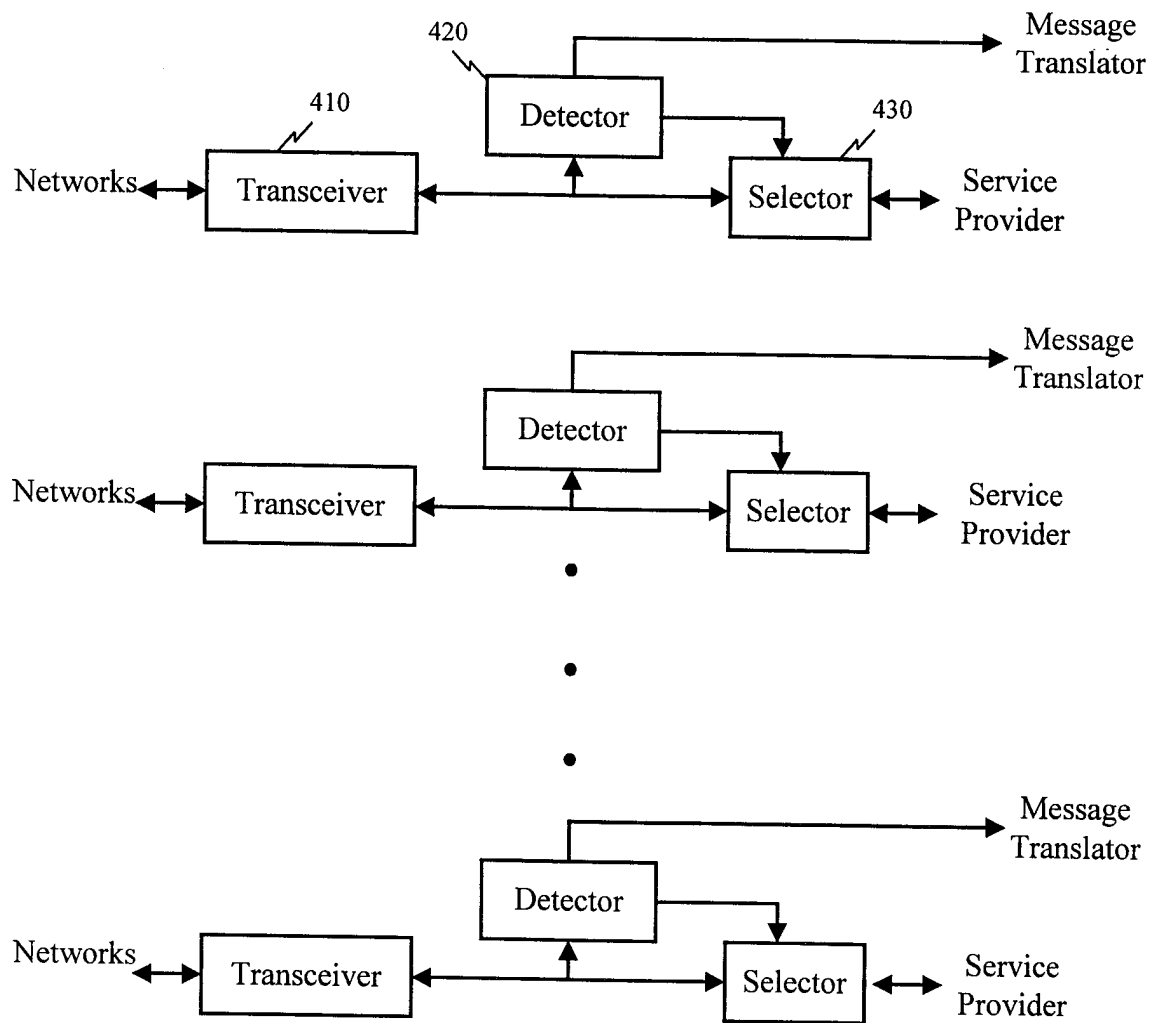 Message
Translator
420
Detector
410
430
Networks
Transceiver
Selector
Service
Provider
Message
Translator
Detector
Networks
Transceiver
Selector
Service
Provider
Message
Translator
Detector
Networks
Transceiver
Selector
Service
Provider